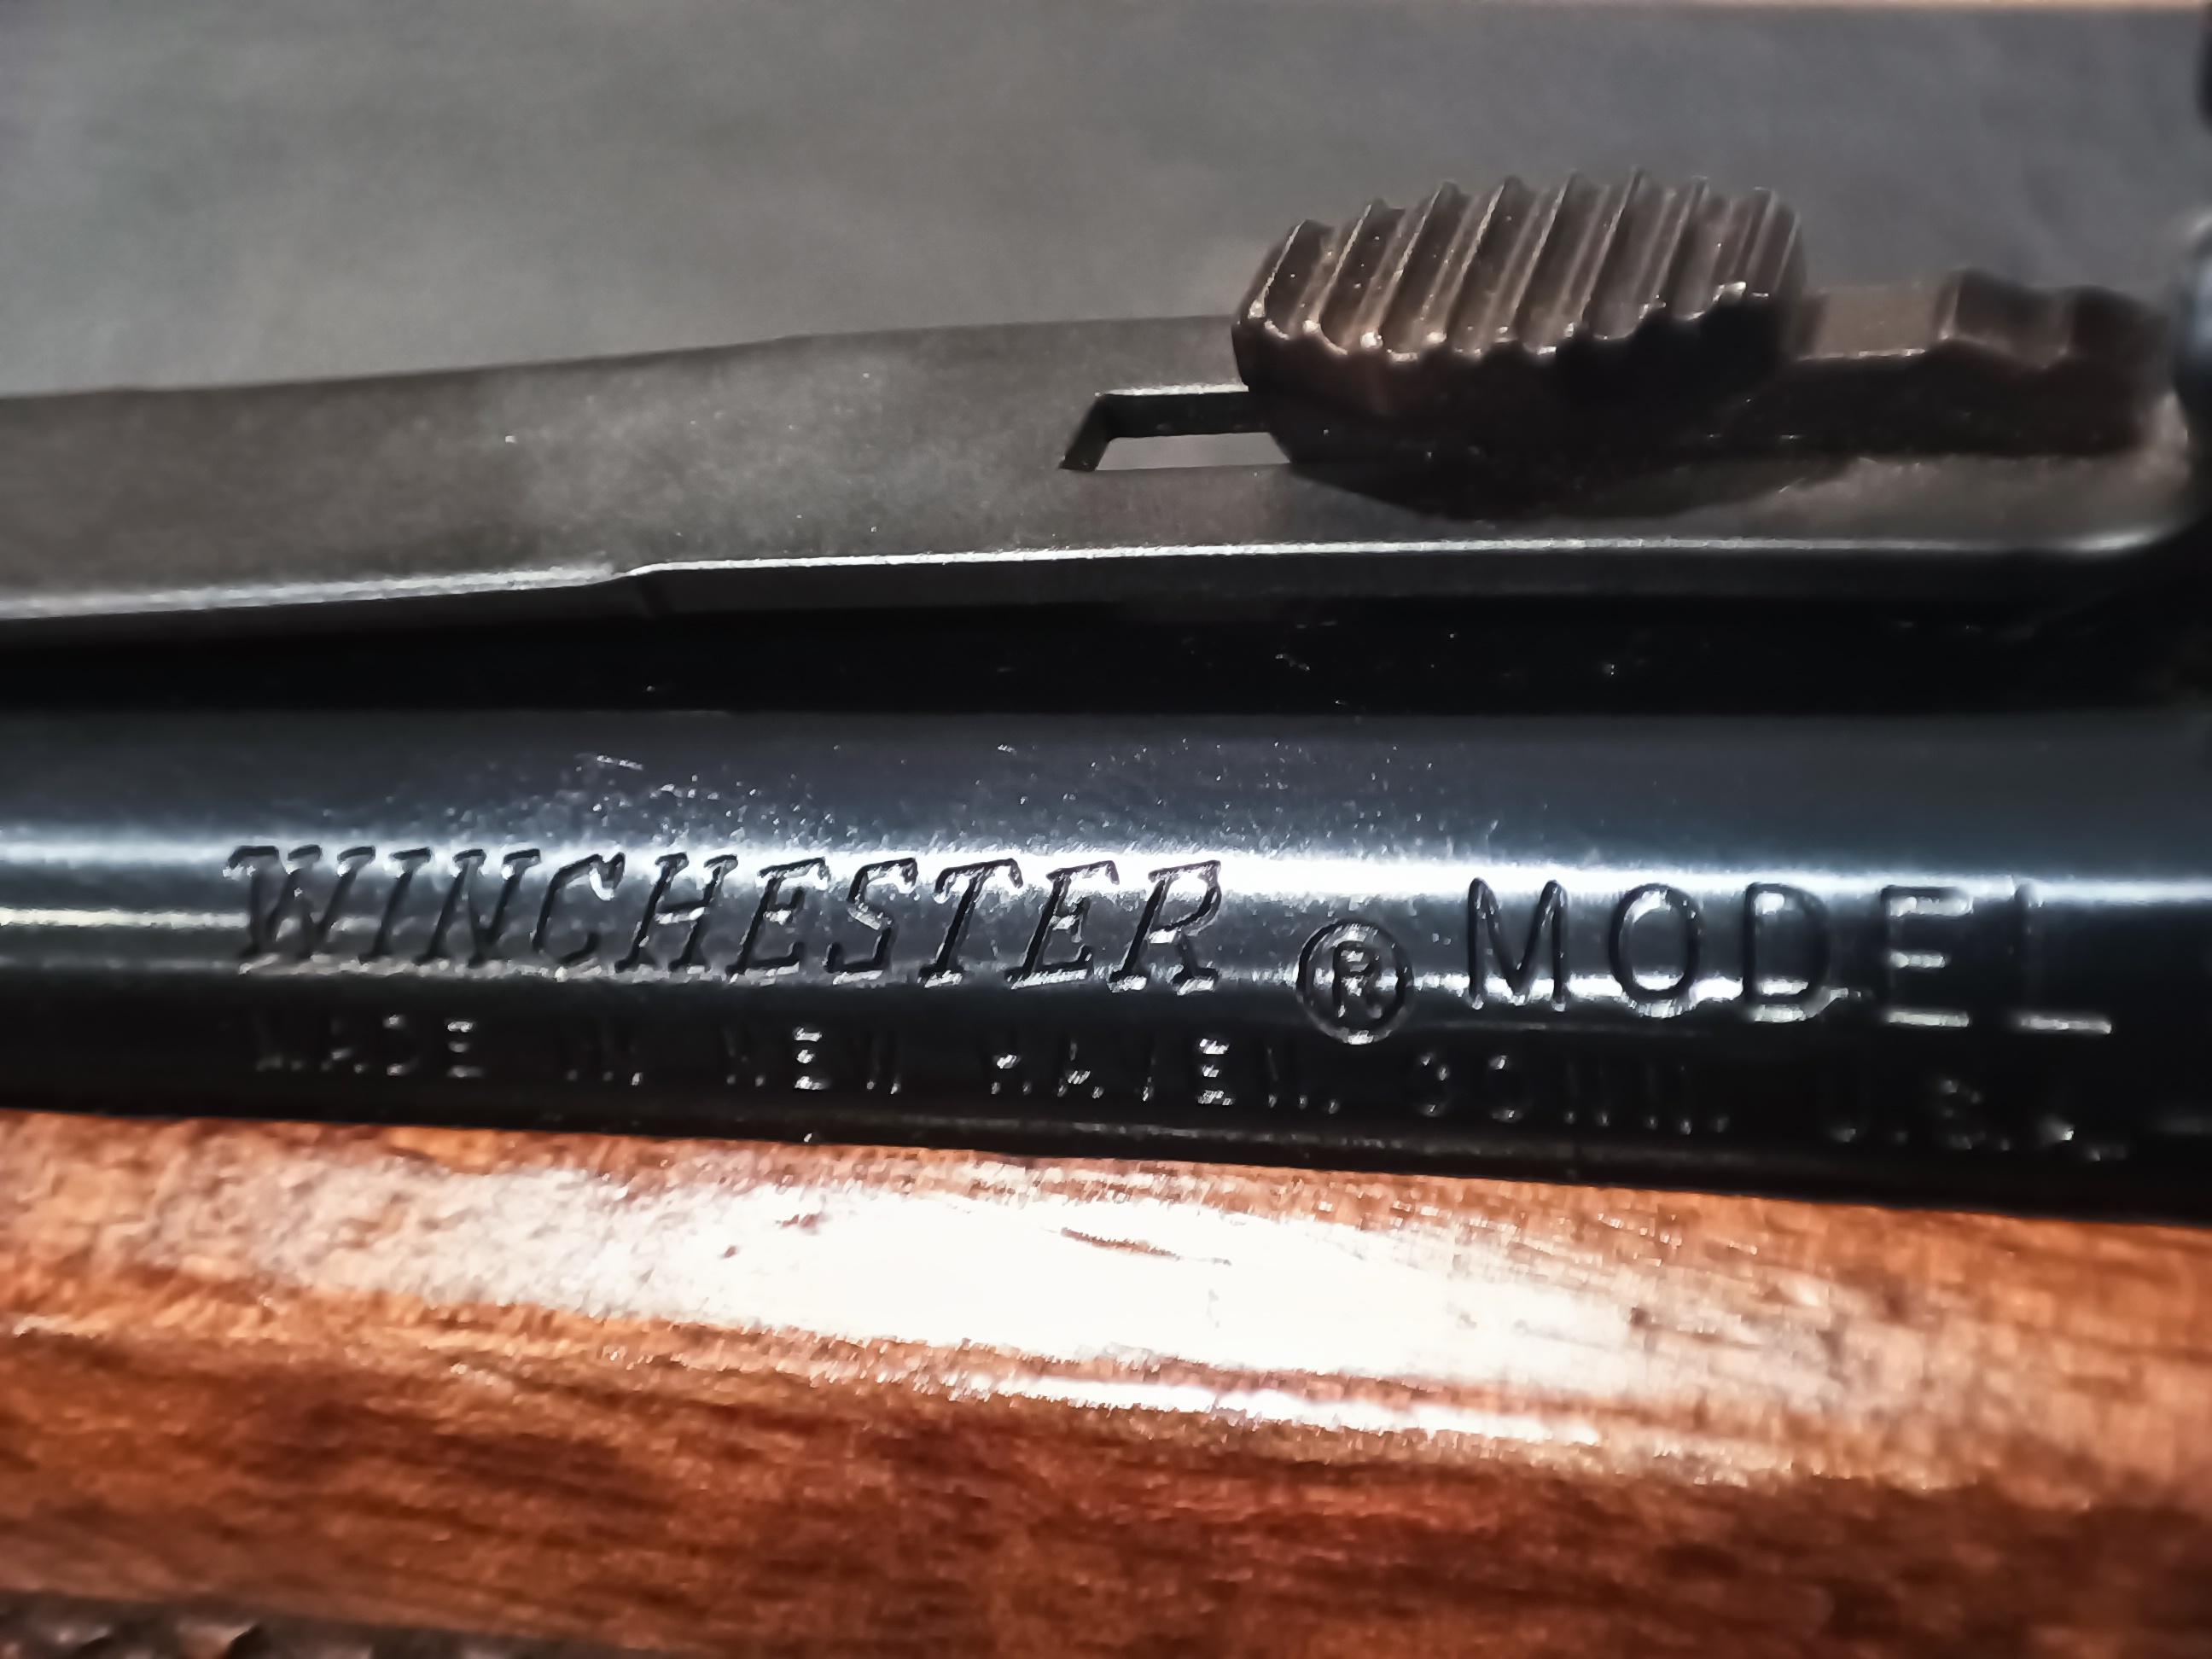 WINCHESTER ® MODEL
MADE IN NEW HAVEN, CONN. U.S.A.